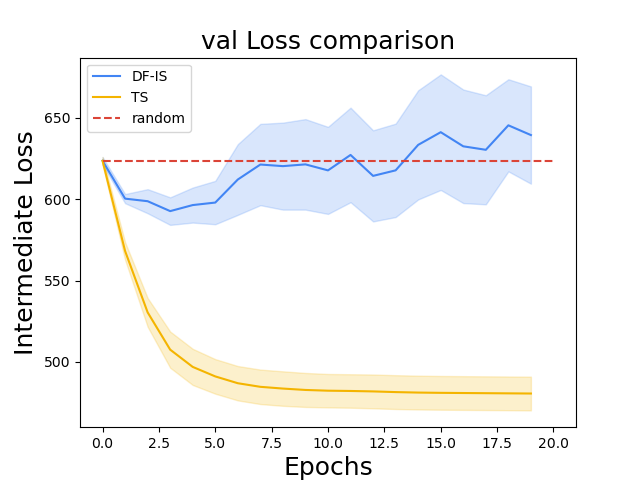 val Loss comparison
DF-IS
TS
random
Intermediate Loss
650
600
550
500
0.0 2.5 5.0 7.5 10.0 12.5 15.0 17.5 20.0
Epochs